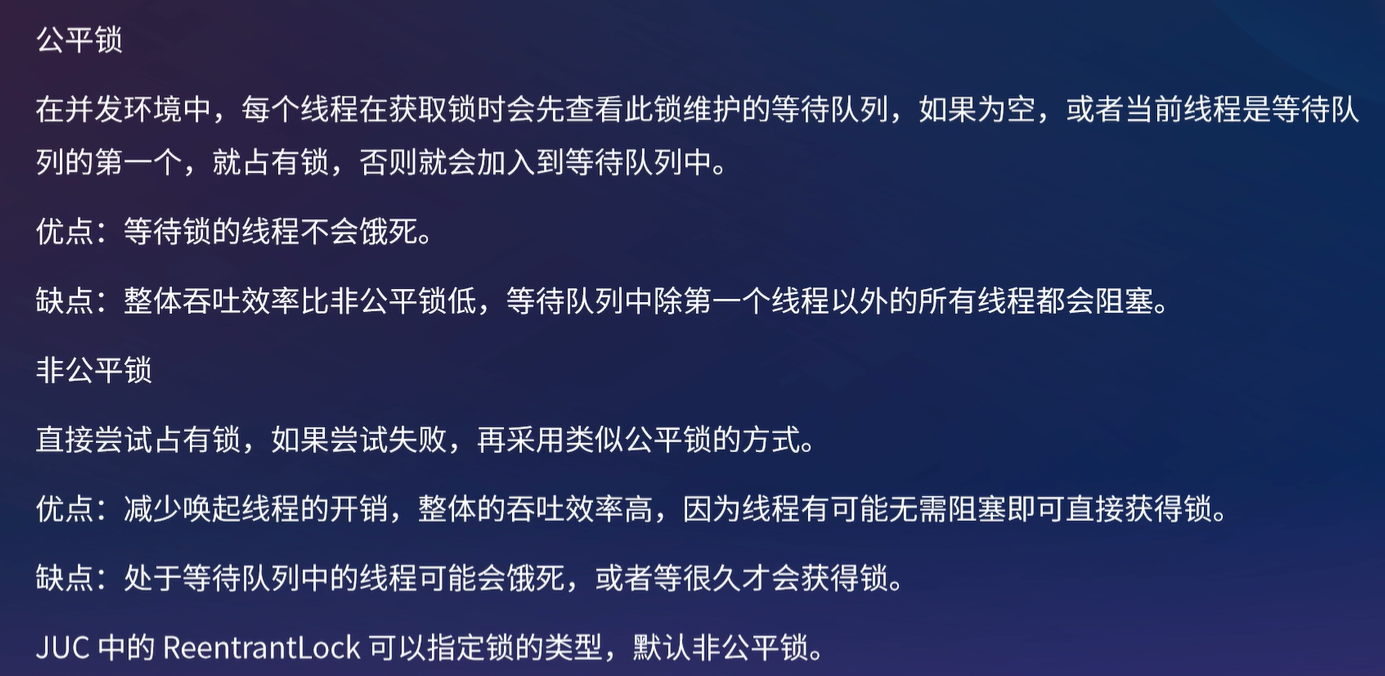 公平锁
在并发环境中，每个线程在获取锁时会先查看此锁维护的等待队列，如果为空，或者当前线程是等待队
列的第一个，就占有锁，否则就会加入到等待队列中。
优点：等待锁的线程不会饿死。
缺点：整体吞吐效率比非公平锁低，等待队列中除第一个线程以外的所有线程都会阻塞。
非公平锁
直接尝试占有锁，如果尝试失败，再采用类似公平锁的方式。
优点：减少唤起线程的开销，整体的吞吐效率高，因为线程有可能无需阻塞即可直接获得锁。
缺点：处于等待队列中的线程可能会饿死，或者等很久才会获得锁。
JUC 中的 ReentrantLock 可以指定锁的类型，默认非公平锁。